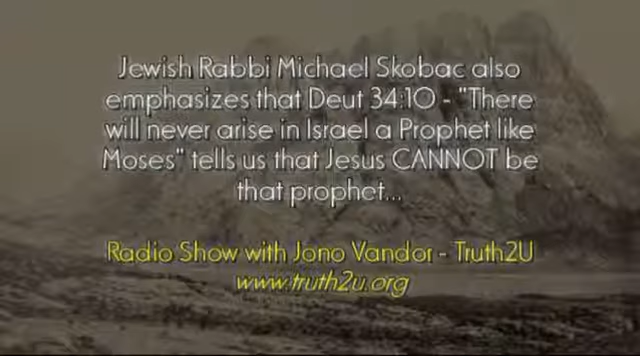 Jewish Rabbi Michael Skobac also
emphasizes that Deut 34:10 - "There
will never arise in Israel a Prophet like
Moses" tells us that Jesus CANNOT be
that prophet...
Radio Show with Jono Vandor - Truth2U
www.truth2u.org